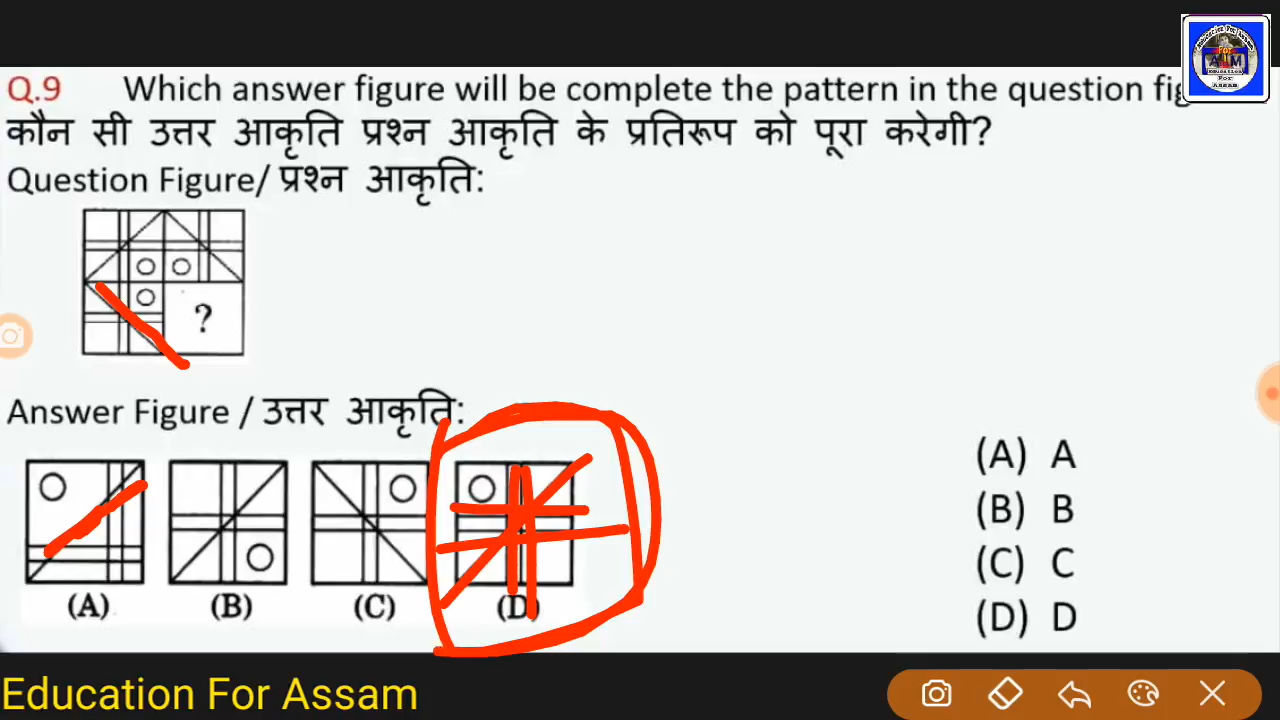 Q.9 Which answer figure will be complete the pattern in the question fig
कौन सी उत्तर आकृति प्रश्न आकृति के प्रतिरूप को पूरा करेगी?
Question Figure/ प्रश्न आकृति:
?
Answer Figure / उत्तर आकृति:
(A) (B) (C) (D)
(A) A
(B) B
(C) C
(D) D
Education For Assam